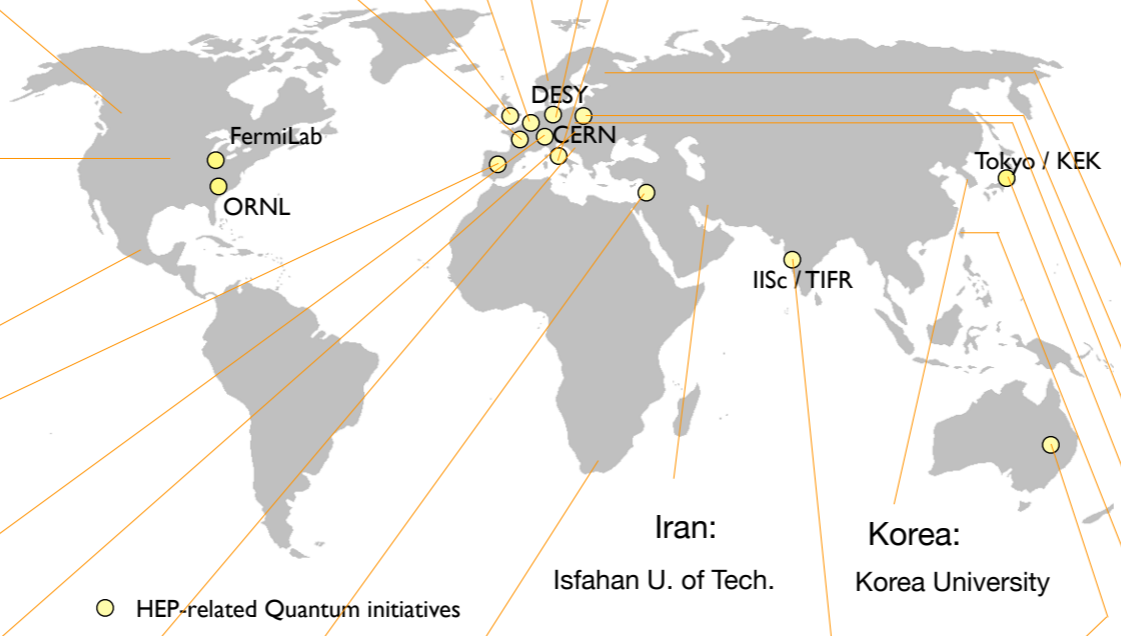 DESY
FermiLab
CERN
Tokyo / KEK
ORNL
IISc / TIFR
Iran:
Isfahan U. of Tech.
Korea:
Korea University
HEP-related Quantum initiatives